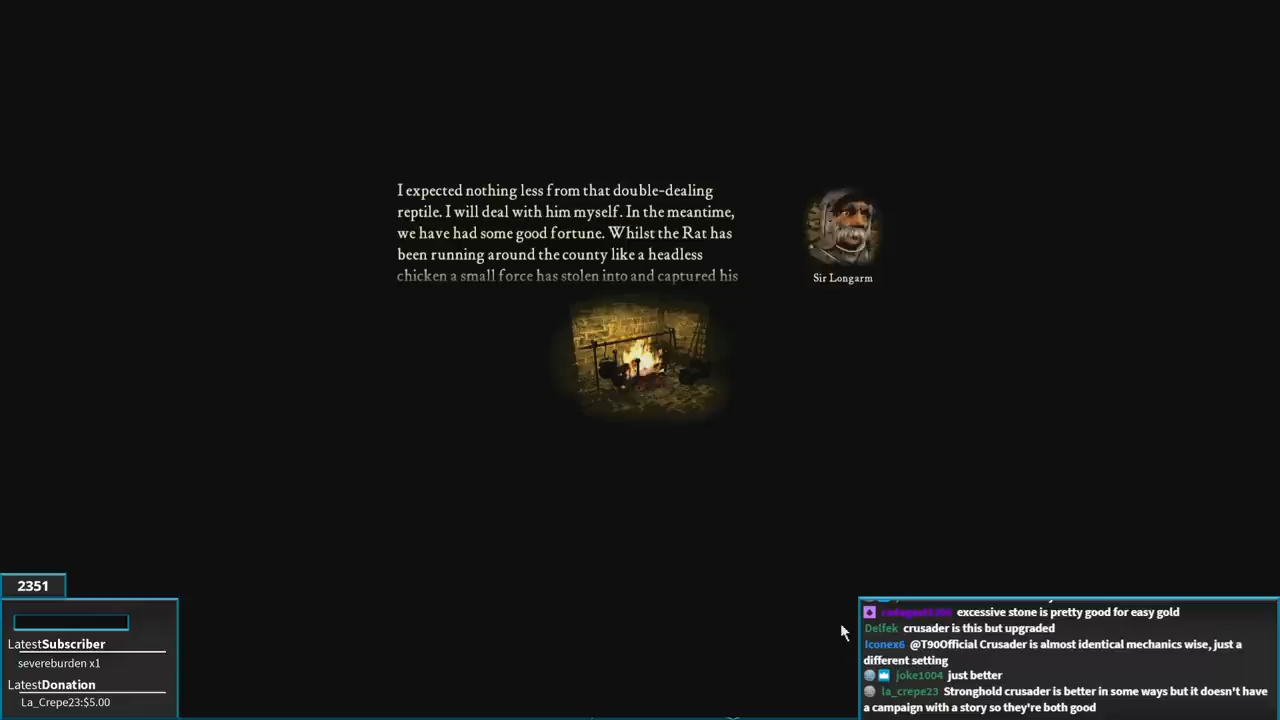 I expected nothing less from that double-dealing
reptile. I will deal with him myself. In the meantime,
we have had some good fortune. Whilst the Rat has
been running around the county like a headless
chicken a small force has stolen into and captured his
Sir Longarm
2351
LatestSubscriber
severeburden x1
LatestDonation
La_Crepe23:$5.00
excessive stone is pretty good for easy gold
Delfek crusader is this but upgraded
Iconex6 @T90Official Crusader is almost identical mechanics wise, just a
different setting
joke1004 just better
la_crepe23 Stronghold crusader is better in some ways but it doesn't have
a campaign with a story so they're both good